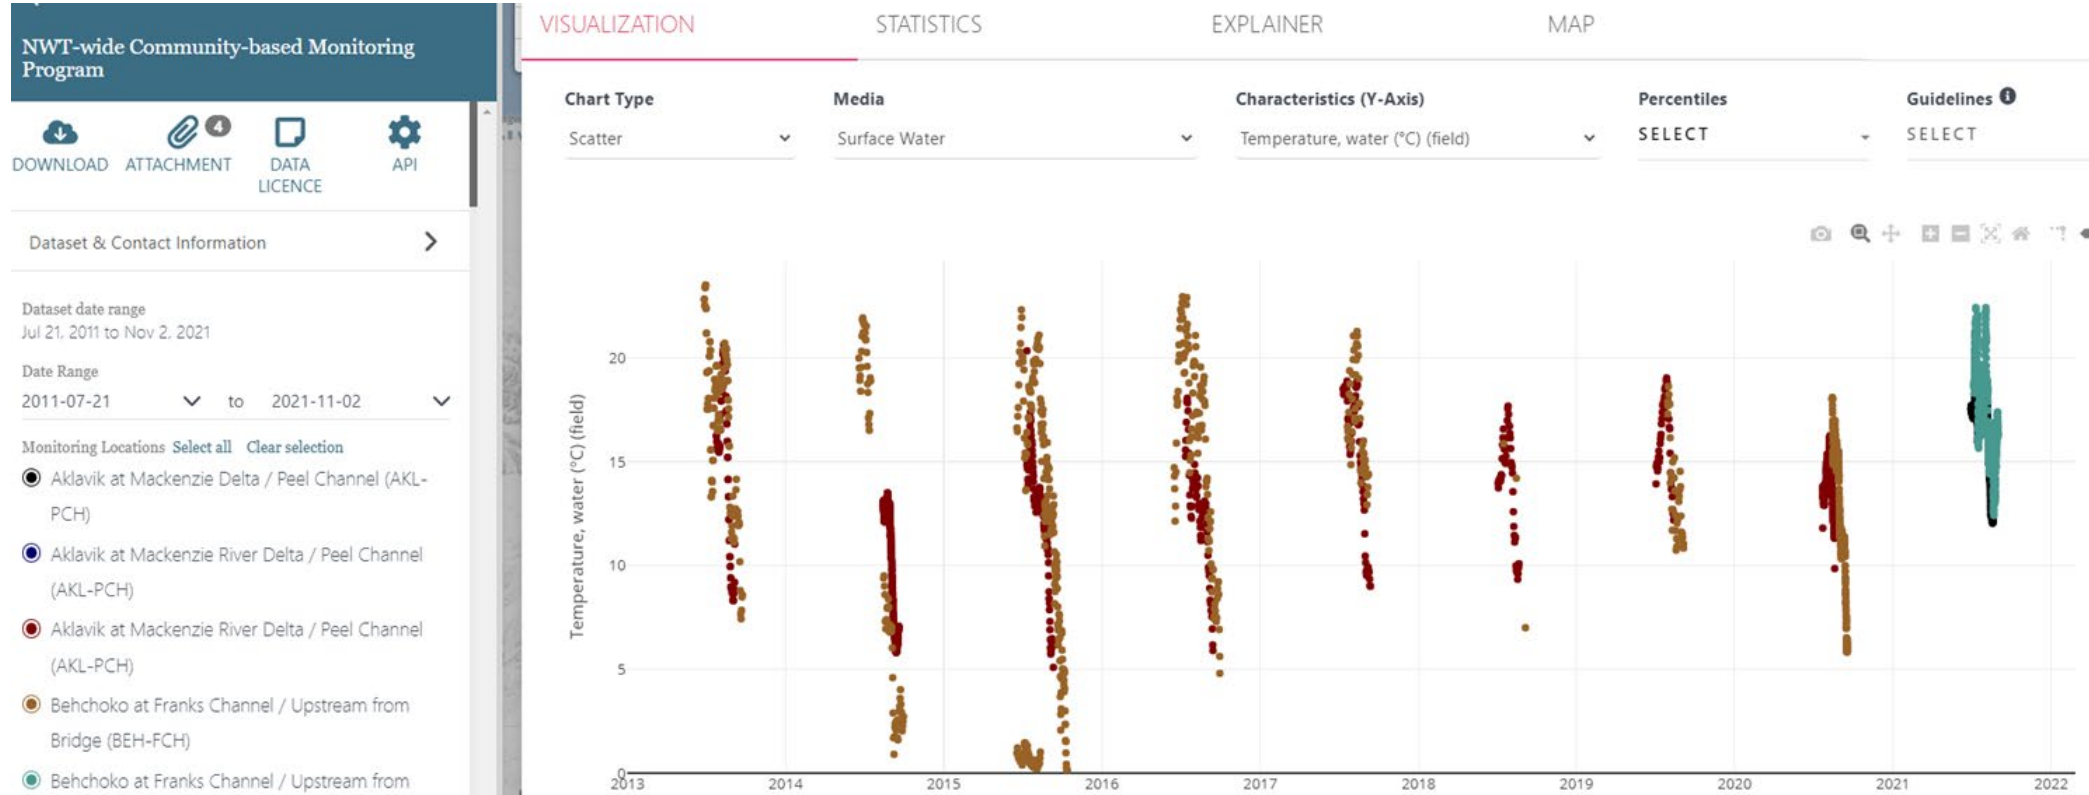 NWT-wide Community-based Monitoring
Program
DOWNLOAD
ATTACHMENT
4
DATA
LICENCE
API
Dataset & Contact Information
Dataset date range
Jul 21, 2011 to Nov 2, 2021
Date Range
2011-07-21 to 2021-11-02
Monitoring Locations Select all Clear selection
Aklavik at Mackenzie Delta / Peel Channel (AKL-
PCH)
Aklavik at Mackenzie River Delta / Peel Channel
(AKL-PCH)
Aklavik at Mackenzie River Delta / Peel Channel
(AKL-PCH)
Behchoko at Franks Channel / Upstream from
Bridge (BEH-FCH)
Behchoko at Franks Channel / Upstream from
VISUALIZATION
STATISTICS
EXPLAINER
MAP
Chart Type
Scatter
Media
Surface Water
Characteristics (Y-Axis)
Temperature, water (°C) (field)
Percentiles
SELECT
Guidelines
SELECT
Temperature, water (°C) (field)
20
15
10
5
0
2013
2014
2015
2016
2017
2018
2019
2020
2021
2022